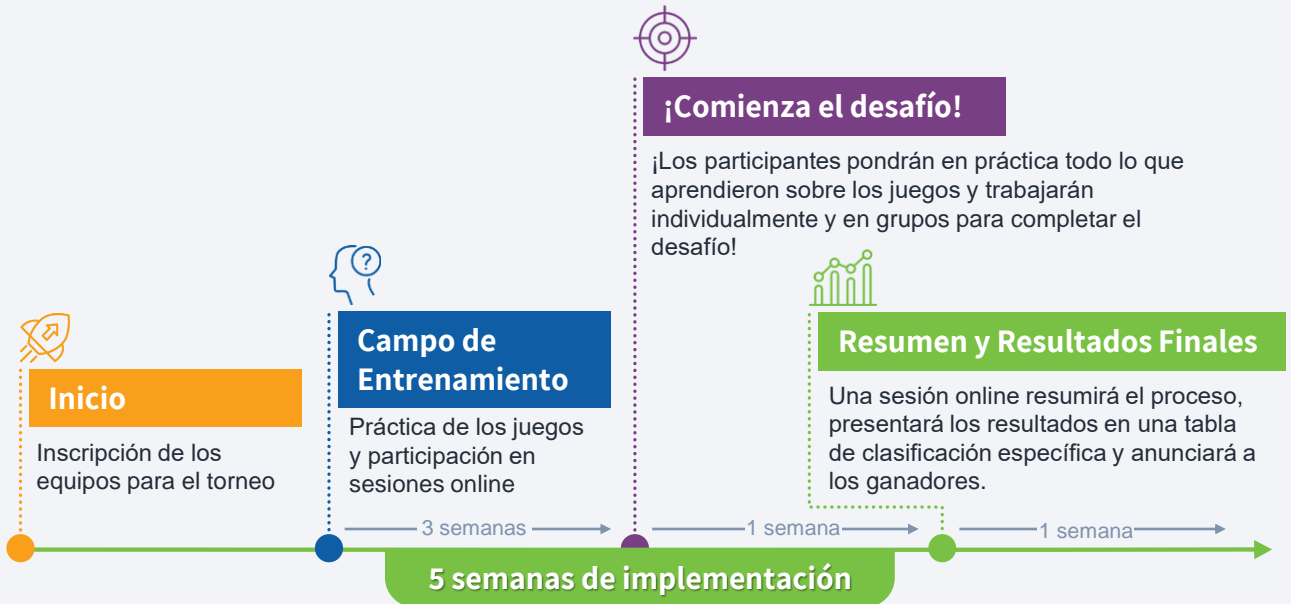 Inicio
Inscripción de los
equipos para el torneo
?
Campo de
Entrenamiento
Práctica de los juegos
y participación en
sesiones online
¡Comienza el desafío!
¡Los participantes pondrán en práctica todo lo que
aprendieron sobre los juegos y trabajarán
individualmente y en grupos para completar el
desafío!
Resumen y Resultados Finales
Una sesión online resumirá el proceso,
presentará los resultados en una tabla
de clasificación específica y anunciará a
los ganadores.
3 semanas
1 semana
1 semana
5 semanas de implementación